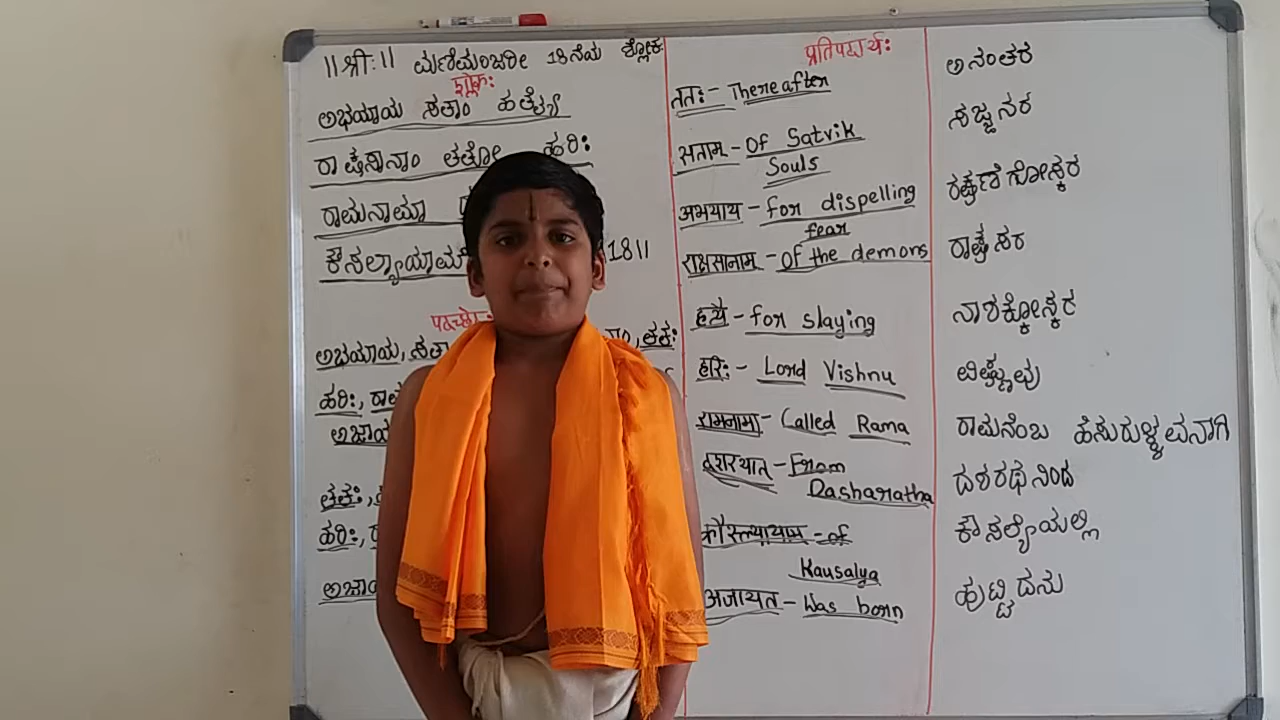 ॥ श्रीः ॥ ಮಣಿಮಂಜರೀ 18ನೆಯ ಶ್ಲೋಕ
श्लोकः
ಅಭಯಾಯ ಸತಾಂ ಹತ್ಯೈ
ರಾಕ್ಷಸಾನಾಂ ತತೋ ಹರಿಃ
ರಾಮನಾಮಾ
ಕೌಸಲ್ಯಾಯಾಮ 18॥
पदच्छेदः
ಅಭಯಾಯ, ಸತಾ ತತಃ
ಹರಿಃ, ರಾಮ
ಅಜಾಯ
ತತಃ,
ಹರಿಃ, ರ
ಅಜಾಯ
प्रतिपदार्थः
ततः - Thereafter
सताम् - Of Satvik
Souls
अभयाय - for dispelling
fear
राक्षसानाम् - Of the demons
हत्यै - for slaying
हरिः - Lord Vishnu
रामनामा - Called Rama
दशरथात् - From
Dasharatha
कौसल्यायाम् - of
Kausalya
अजायत - Was born
ಅನಂತರ
ಸಜ್ಜನರ
ರಕ್ಷಣೆಗೋಸ್ಕರ
ರಾಕ್ಷಸರ
ನಾಶಕ್ಕೋಸ್ಕರ
ವಿಷ್ಣುವು
ರಾಮನೆಂಬ ಹೆಸುರುಳ್ಳವನಾಗಿ
ದಶರಥನಿಂದ
ಕೌಸಲ್ಯೆಯಲ್ಲಿ
ಹುಟ್ಟಿದನು